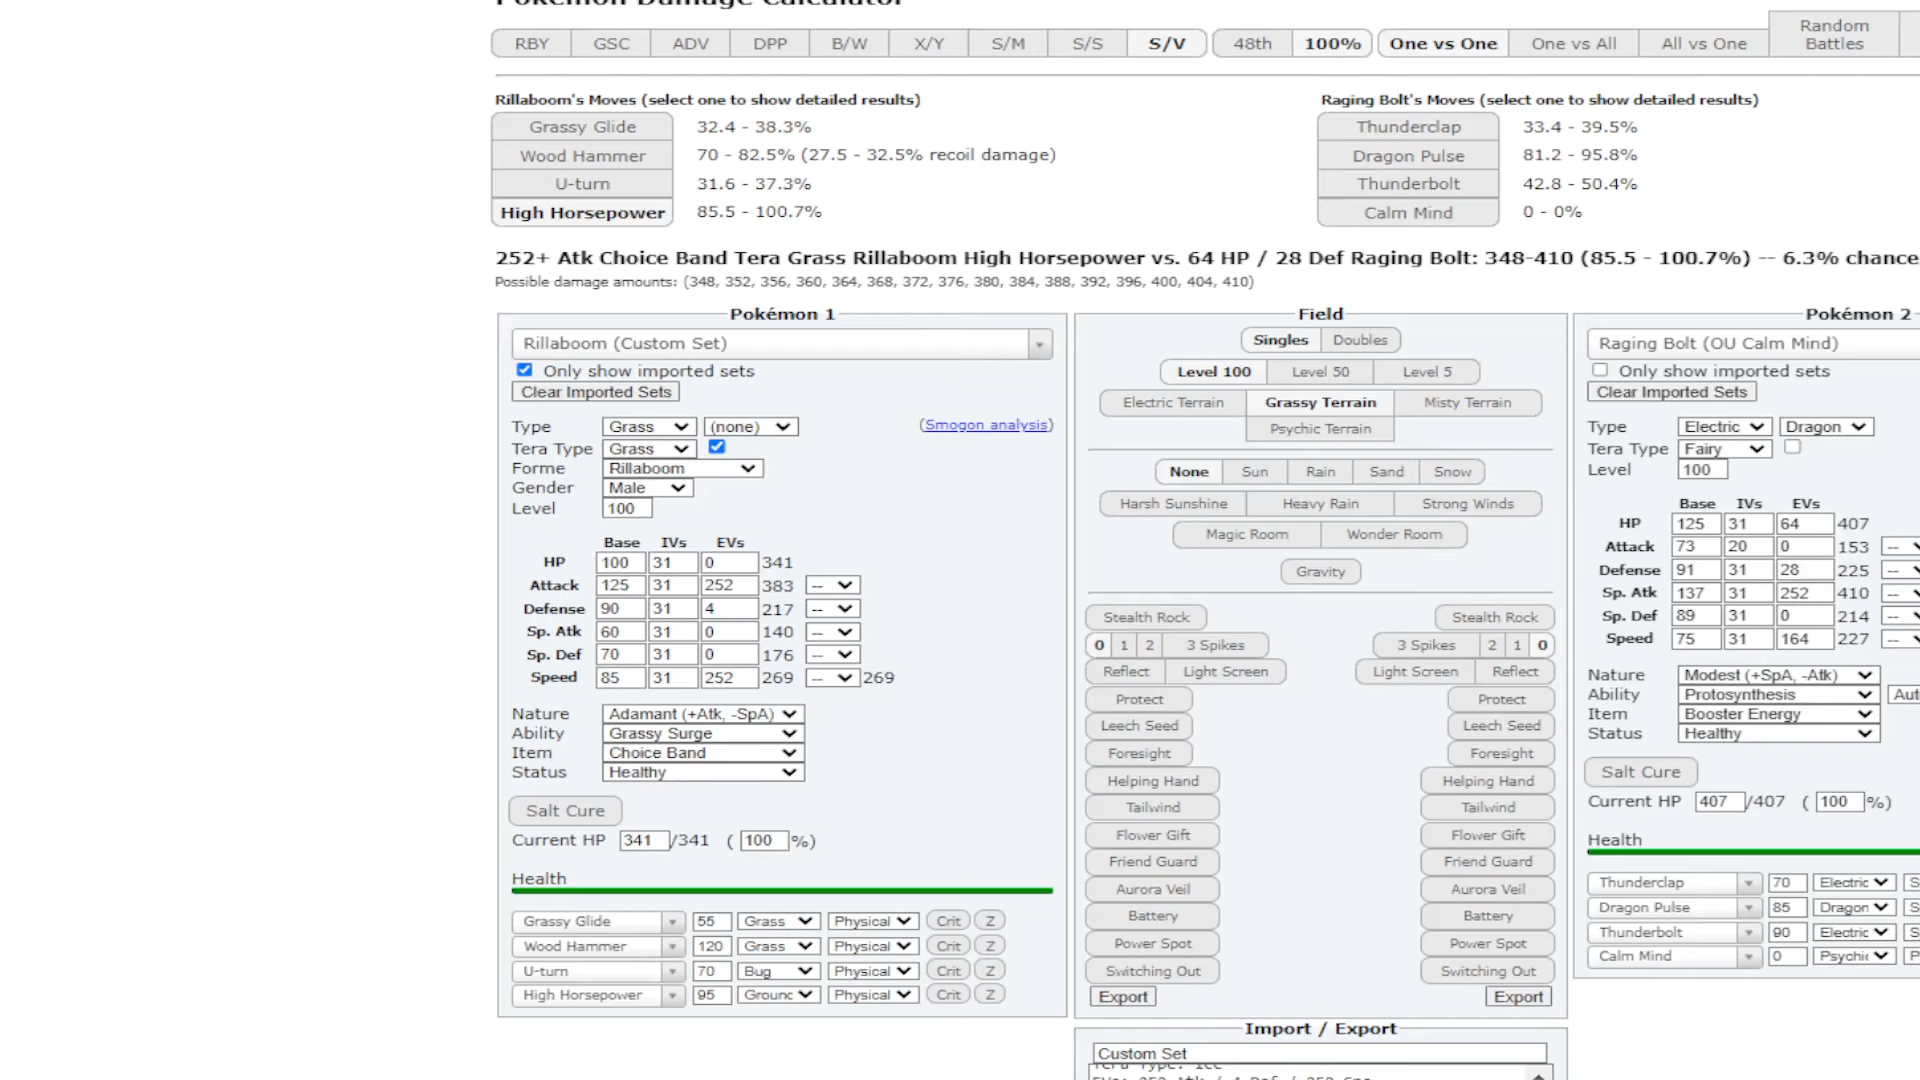 Pokémon Damage Calculator
RBY GSC ADV DPP B/W X/Y S/M S/S S/V 48th 100% One vs One One vs All All vs One Random Battles
Rillaboom's Moves (select one to show detailed results)
Grassy Glide 32.4 - 38.3%
Wood Hammer 70 - 82.5% (27.5 - 32.5% recoil damage)
U-turn 31.6 - 37.3%
High Horsepower 85.5 - 100.7%
Raging Bolt's Moves (select one to show detailed results)
Thunderclap 33.4 - 39.5%
Dragon Pulse 81.2 - 95.8%
Thunderbolt 42.8 - 50.4%
Calm Mind 0 - 0%
252+ Atk Choice Band Tera Grass Rillaboom High Horsepower vs. 64 HP / 28 Def Raging Bolt: 348-410 (85.5 - 100.7%) -- 6.3% chance
Possible damage amounts: (348, 352, 356, 360, 364, 368, 372, 376, 380, 384, 388, 392, 396, 400, 404, 410)
Pokémon 1
Rillaboom (Custom Set)
Only show imported sets
Clear Imported Sets
Type Grass (none) (Smogon analysis)
Tera Type Grass
Forme Rillaboom
Gender Male
Level 100
Base IVs EVs
HP 100 31 0 341
Attack 125 31 252 383 --
Defense 90 31 4 217 --
Sp. Atk 60 31 0 140 --
Sp. Def 70 31 0 176 --
Speed 85 31 252 269 -- 269
Nature Adamant (+Atk, -SpA)
Ability Grassy Surge
Item Choice Band
Status Healthy
Salt Cure
Current HP 341 /341 ( 100 %)
Health
Grassy Glide 55 Grass Physical Crit Z
Wood Hammer 120 Grass Physical Crit Z
U-turn 70 Bug Physical Crit Z
High Horsepower 95 Grounc Physical Crit Z
Field
Singles Doubles
Level 100 Level 50 Level 5
Electric Terrain Grassy Terrain Misty Terrain
Psychic Terrain
None Sun Rain Sand Snow
Harsh Sunshine Heavy Rain Strong Winds
Magic Room Wonder Room
Gravity
Stealth Rock Stealth Rock
0 1 2 3 Spikes 3 Spikes 2 1 0
Reflect Light Screen Light Screen Reflect
Protect Protect
Leech Seed Leech Seed
Foresight Foresight
Helping Hand Helping Hand
Tailwind Tailwind
Flower Gift Flower Gift
Friend Guard Friend Guard
Aurora Veil Aurora Veil
Battery Battery
Power Spot Power Spot
Switching Out Switching Out
Export Export
Import / Export
Custom Set
Pokémon 2
Raging Bolt (OU Calm Mind)
Only show imported sets
Clear Imported Sets
Type Electric Dragon
Tera Type Fairy
Level 100
Base IVs EVs
HP 125 31 64 407
Attack 73 20 0 153 --
Defense 91 31 28 225 --
Sp. Atk 137 31 252 410 --
Sp. Def 89 31 0 214 --
Speed 75 31 164 227 --
Nature Modest (+SpA, -Atk)
Ability Protosynthesis Aut
Item Booster Energy
Status Healthy
Salt Cure
Current HP 407 /407 ( 100 %)
Health
Thunderclap 70 Electric S
Dragon Pulse 85 Dragon S
Thunderbolt 90 Electric S
Calm Mind 0 Psychic P